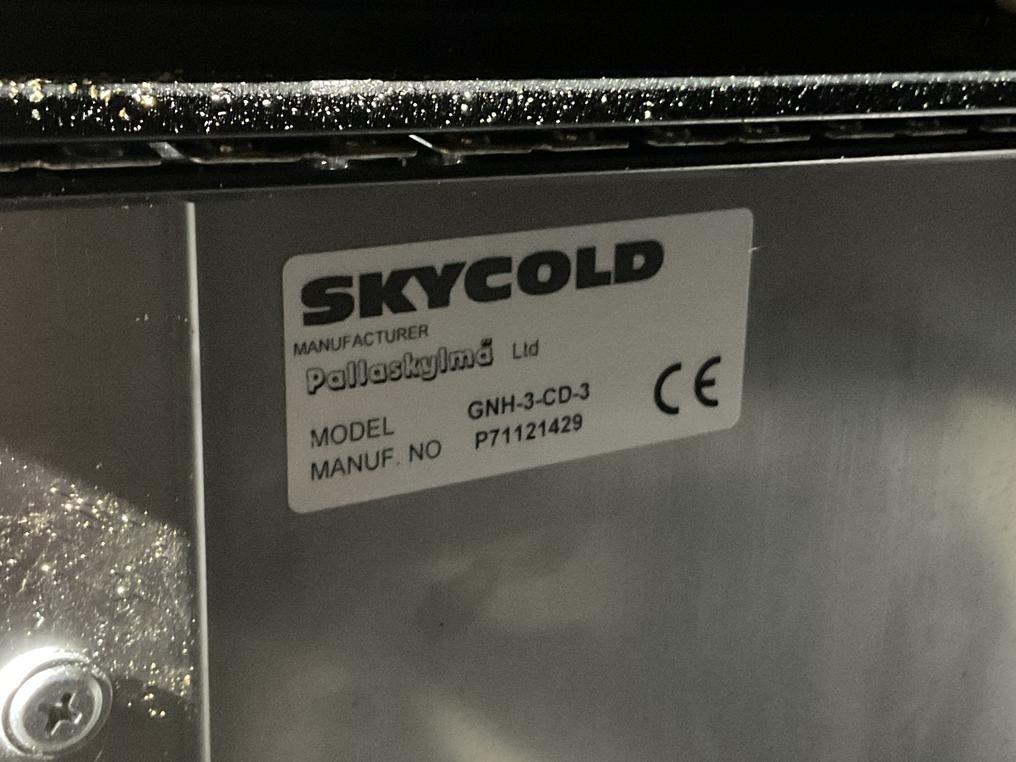 SKYCOLD
MANUFACTURER
Pallaskylmä Ltd
MODEL GNH-3-CD-3
MANUF. NO P71121429
CE